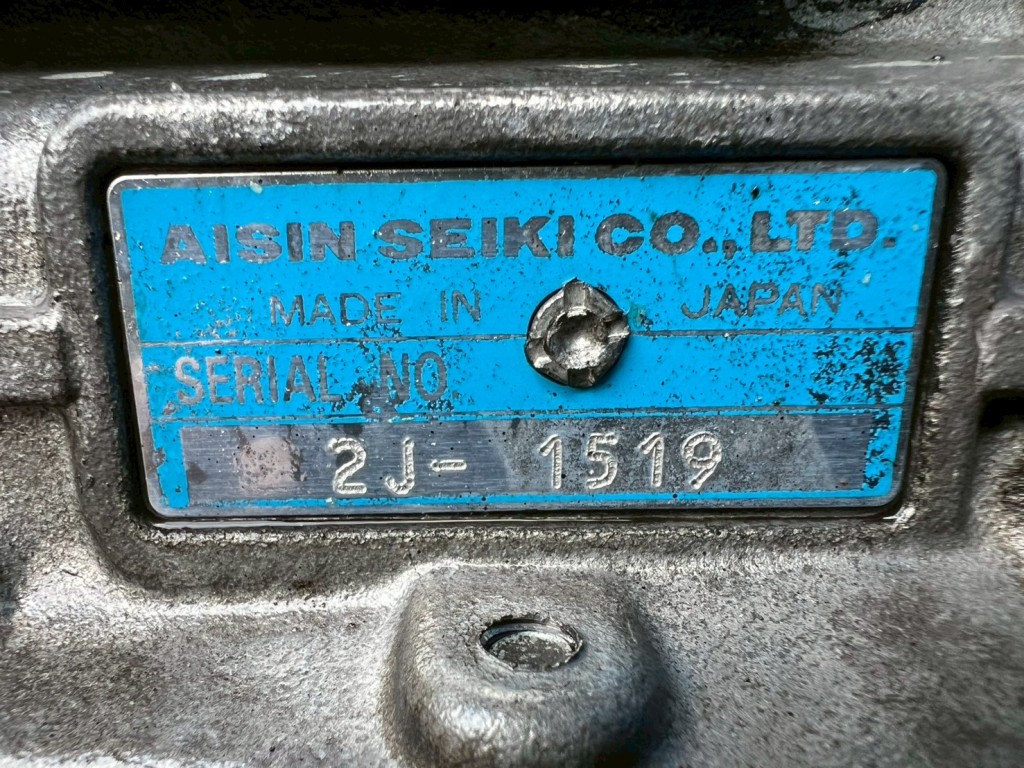 AISIN SEIKI CO., LTD.
MADE IN JAPAN
SERIAL NO
2J- 1519